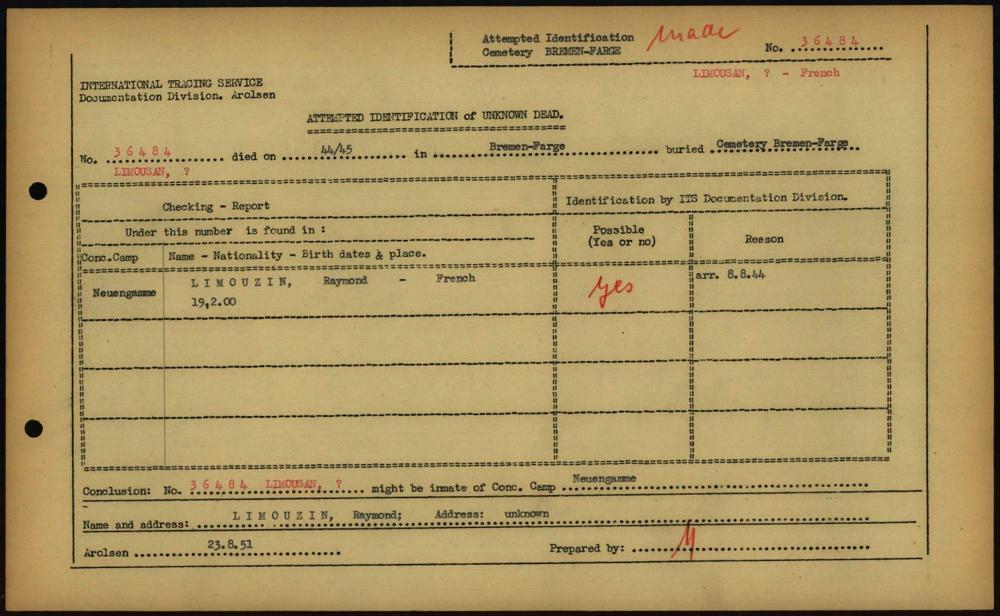 Attempted Identification made
Cemetery BREMEN-FARGE
No. 36484
LIMOUSAN, ? - French
INTERNATIONAL TRACING SERVICE
Documentation Division. Arolsen
ATTEMPTED IDENTIFICATION of UNKNOWN DEAD.
No. 36484 died on 44/45 in Bremen-Farge buried Cemetery Bremen-Farge
LIMOUSAN, ?
Checking - Report
Identification by ITS Documentation Division.
Under this number is found in :
Possible
(Yes or no)
Reason
Conc.Camp Name - Nationality - Birth dates & place.
Neuengamme LIMOUZIN, Raymond - French
19.2.00
yes
arr. 8.8.44
Conclusion: No. 36484 LIMOUSAN, ? might be inmate of Conc. Camp Neuengamme
Name and address: LIMOUZIN, Raymond; Address: unknown
Arolsen 23.8.51 Prepared by: